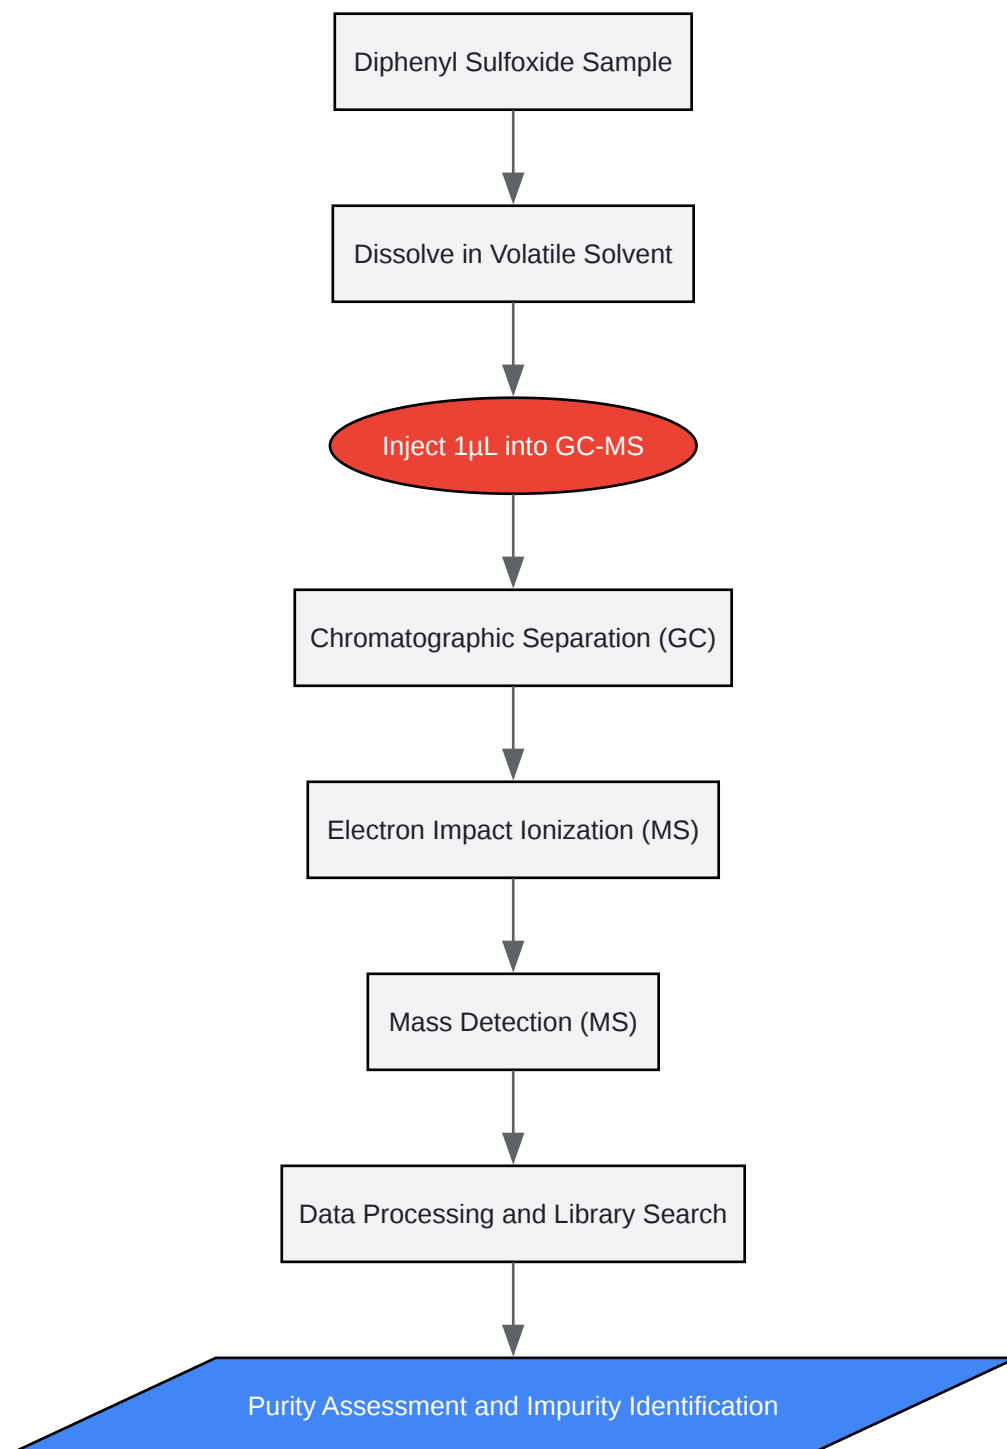 Diphenyl Sulfoxide Sample
Dissolve in Volatile Solvent
Inject 1µL into GC-MS
Chromatographic Separation (GC)
Electron Impact Ionization (MS)
Mass Detection (MS)
Data Processing and Library Search
Purity Assessment and Impurity Identification